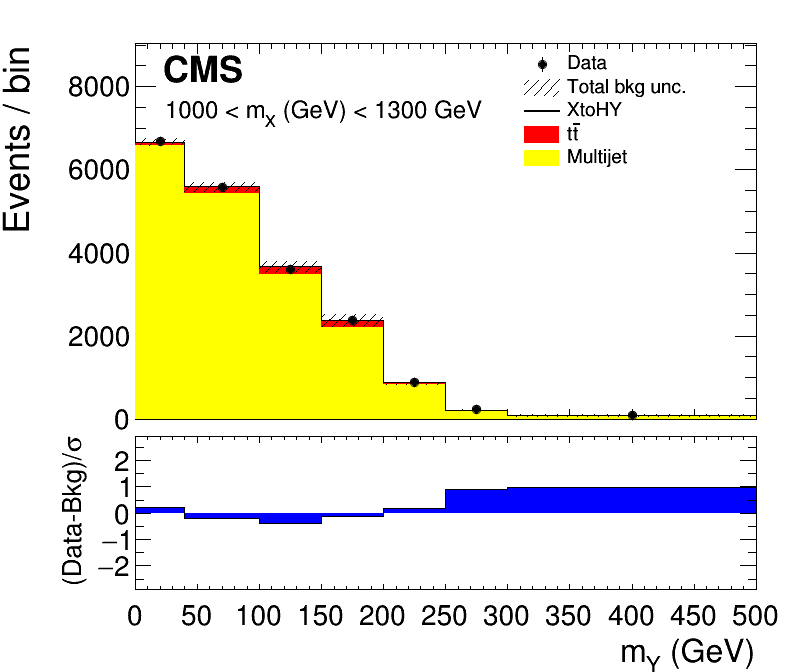 CMS
1000 < mX (GeV) < 1300 GeV
Data
Total bkg unc.
XtoHY
tt̄
Multijet
Events / bin
8000
6000
4000
2000
0
(Data-Bkg)/σ
2
1
0
−1
−2
0 50 100 150 200 250 300 350 400 450 500
mY (GeV)